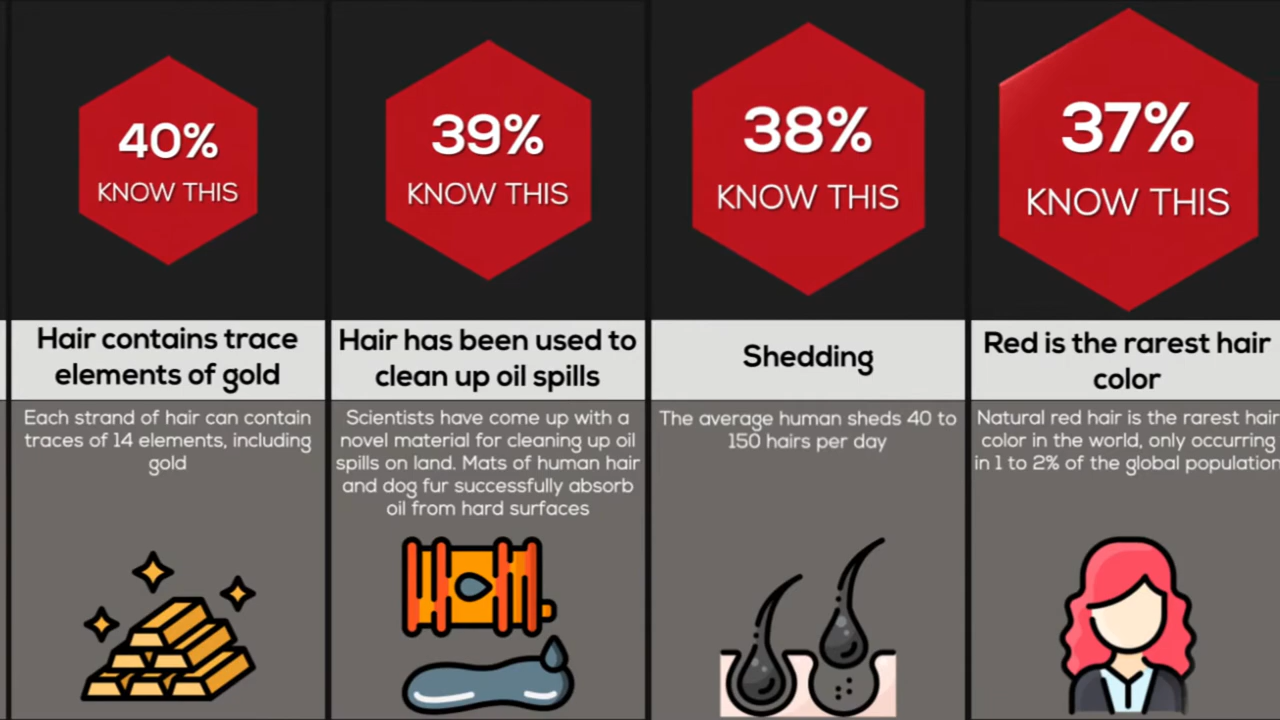 40%
KNOW THIS
Hair contains trace
elements of gold
Each strand of hair can contain
traces of 14 elements, including
gold
39%
KNOW THIS
Hair has been used to
clean up oil spills
Scientists have come up with a
novel material for cleaning up oil
spills on land. Mats of human hair
and dog fur successfully absorb
oil from hard surfaces
38%
KNOW THIS
Shedding
The average human sheds 40 to
150 hairs per day
37%
KNOW THIS
Red is the rarest hair
color
Natural red hair is the rarest hair
color in the world, only occurring
in 1 to 2% of the global population